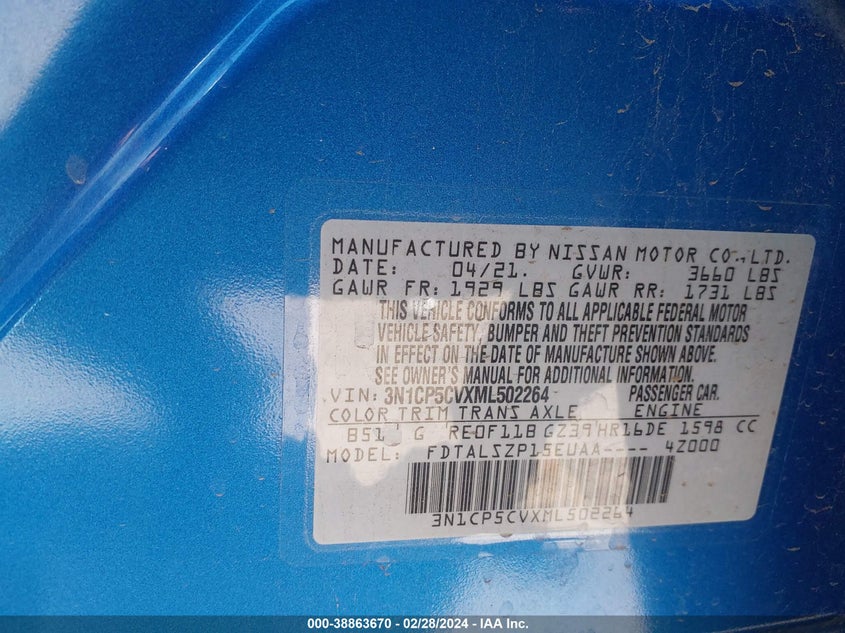 MANUFACTURED BY NISSAN MOTOR CO., LTD.
DATE: 04/21. GVWR: 3660 LBS
GAWR FR: 1929 LBS GAWR RR: 1731 LBS
THIS VEHICLE CONFORMS TO ALL APPLICABLE FEDERAL MOTOR
VEHICLE SAFETY, BUMPER AND THEFT PREVENTION STANDARDS
IN EFFECT ON THE DATE OF MANUFACTURE SHOWN ABOVE.
SEE OWNER'S MANUAL FOR ADDITIONAL INFORMATION.
VIN: 3N1CP5CVXML502264 PASSENGER CAR.
COLOR TRIM TRANS AXLE ENGINE
B51 G RE0F11B GZ39 HR16DE 1598 CC
MODEL: FDTALSZP15EUAA---- 4Z000
3N1CP5CVXML502264
000-38863670 - 02/28/2024 - IAA Inc.